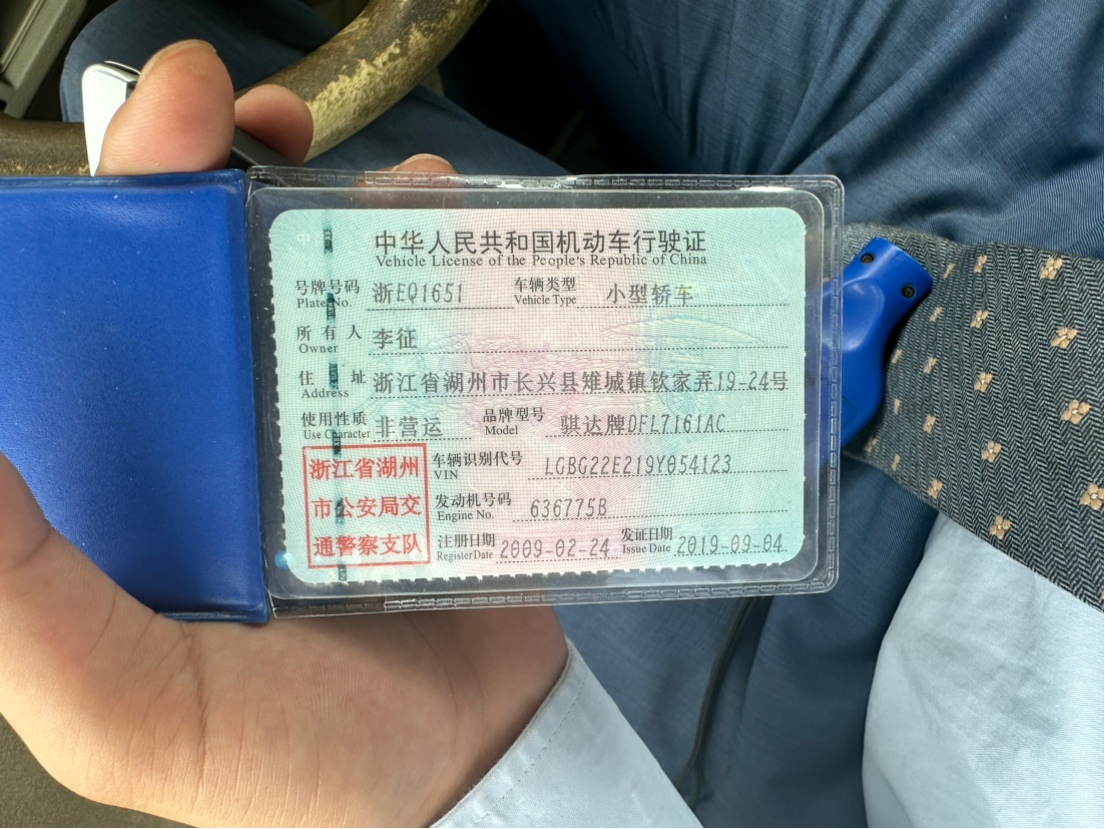 中华人民共和国机动车行驶证
Vehicle License of the People's Republic of China
号牌号码 浙EQ1651 车辆类型 小型轿车
Plate No. Vehicle Type
所有人 李征
Owner
住址 浙江省湖州市长兴县雉城镇钦家弄19-24号
Address
使用性质 非营运 品牌型号 骐达牌DFL7161AC
Use Character Model
浙江省湖州
市公安局交
通警察支队
车辆识别代号 LGBG22E219Y054123
VIN
发动机号码 636775B
Engine No.
注册日期 2009-02-24 发证日期 2019-09-04
Register Date Issue Date